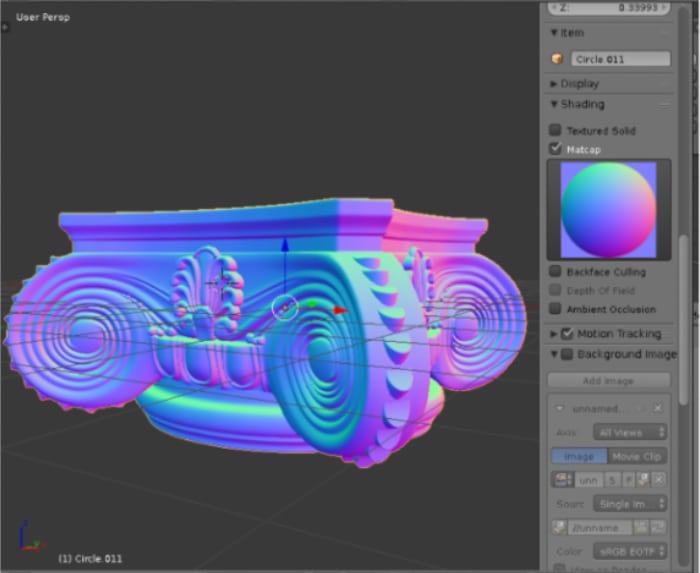 User Persp
Z: 0.33993
Item
Circle.011
Display
Shading
Textured Solid
Matcap
Backface Culling
Depth Of Field
Ambient Occlusion
Motion Tracking
Background Image
Add Image
unnamed...
Axis: All Views
Image Movie Clip
unn S F
Sourc Single Im...
//unname...
Color sRGB EOTF
(1) Circle.011